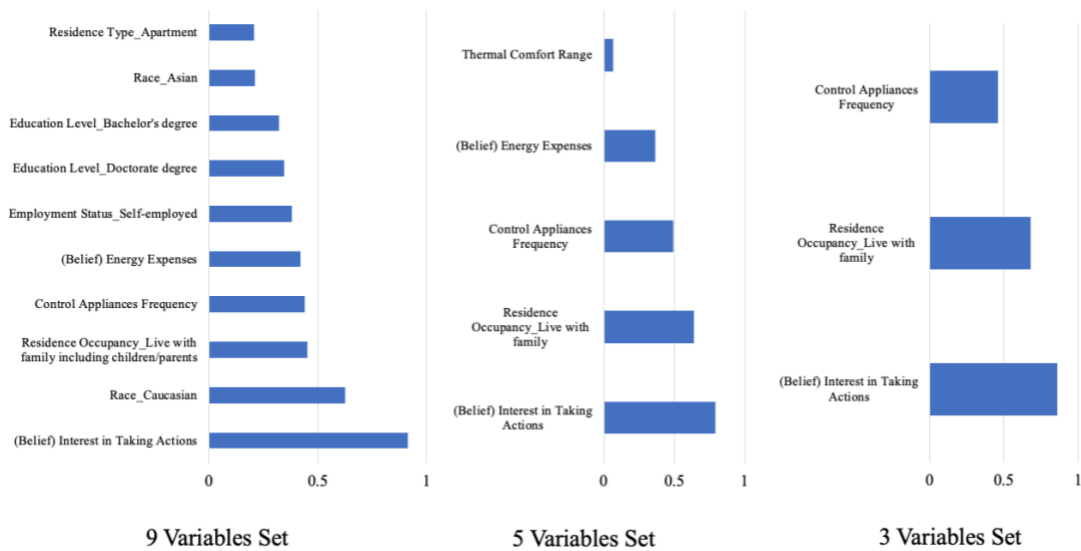 Residence Type_Apartment
Race_Asian
Education Level_Bachelor's degree
Education Level_Doctorate degree
Employment Status_Self-employed
(Belief) Energy Expenses
Control Appliances Frequency
Residence Occupancy_Live with
family including children/parents
Race_Caucasian
(Belief) Interest in Taking Actions
0 0.5 1
9 Variables Set
Thermal Comfort Range
(Belief) Energy Expenses
Control Appliances
Frequency
Residence
Occupancy_Live with
family
(Belief) Interest in Taking
Actions
0 0.5 1
5 Variables Set
Control Appliances
Frequency
Residence
Occupancy_Live with
family
(Belief) Interest in Taking
Actions
0 0.5 1
3 Variables Set